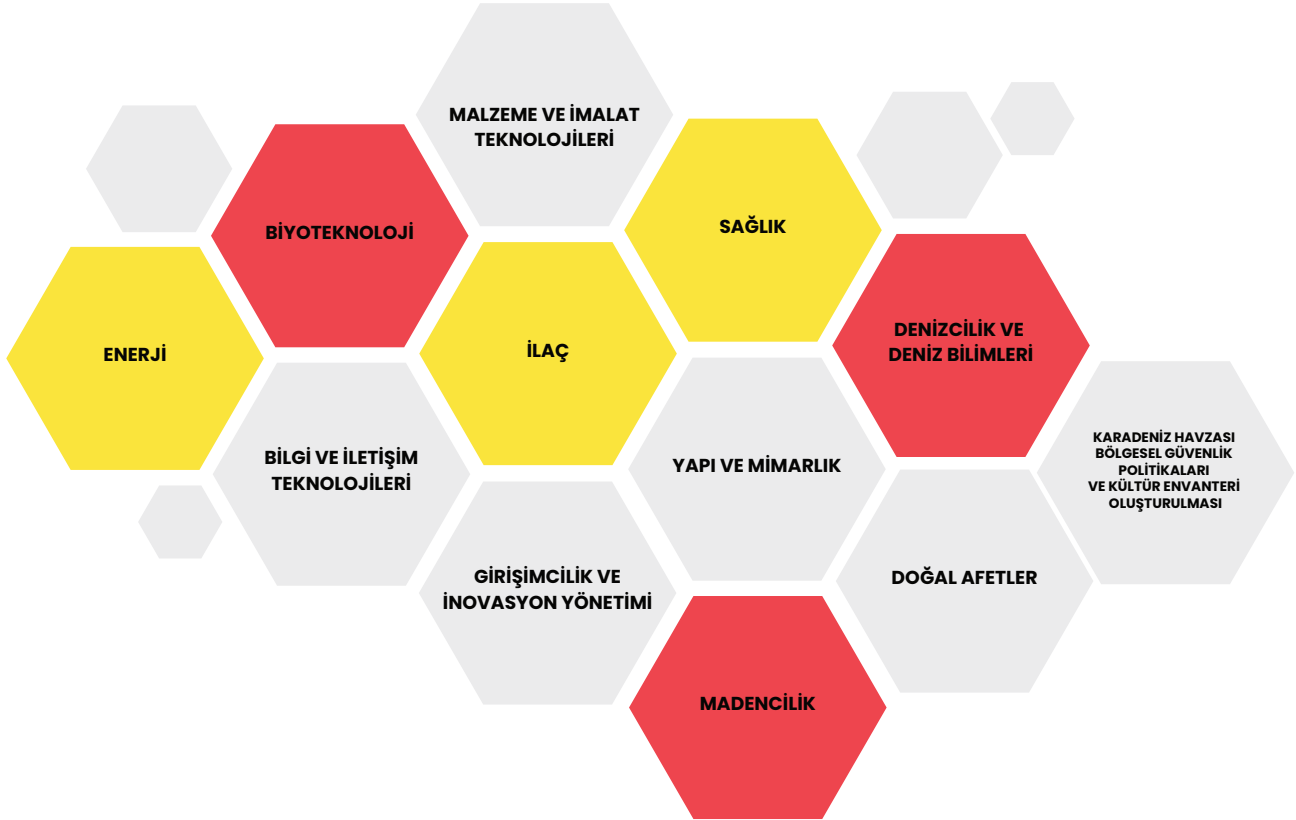 MALZEME VE İMALAT
TEKNOLOJİLERİ
BİYOTEKNOLOJİ
SAĞLIK
ENERJİ
İLAÇ
DENİZCİLİK VE
DENİZ BİLİMLERİ
BİLGİ VE İLETİŞİM
TEKNOLOJİLERİ
YAPI VE MİMARLIK
KARADENİZ HAVZASI
BÖLGESEL GÜVENLİK
POLİTİKALARI
VE KÜLTÜR ENVANTERİ
OLUŞTURULMASI
GİRİŞİMCİLİK VE
İNOVASYON YÖNETİMİ
DOĞAL AFETLER
MADENCİLİK